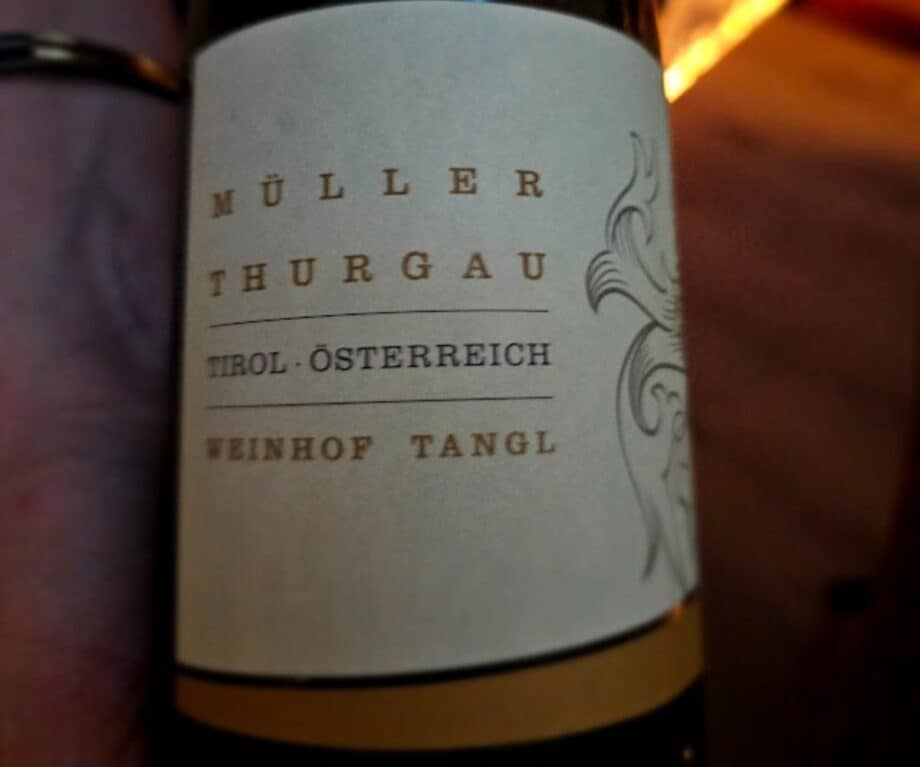 MÜLLER
THURGAU
TIROL · ÖSTERREICH
WEINHOF TANGL